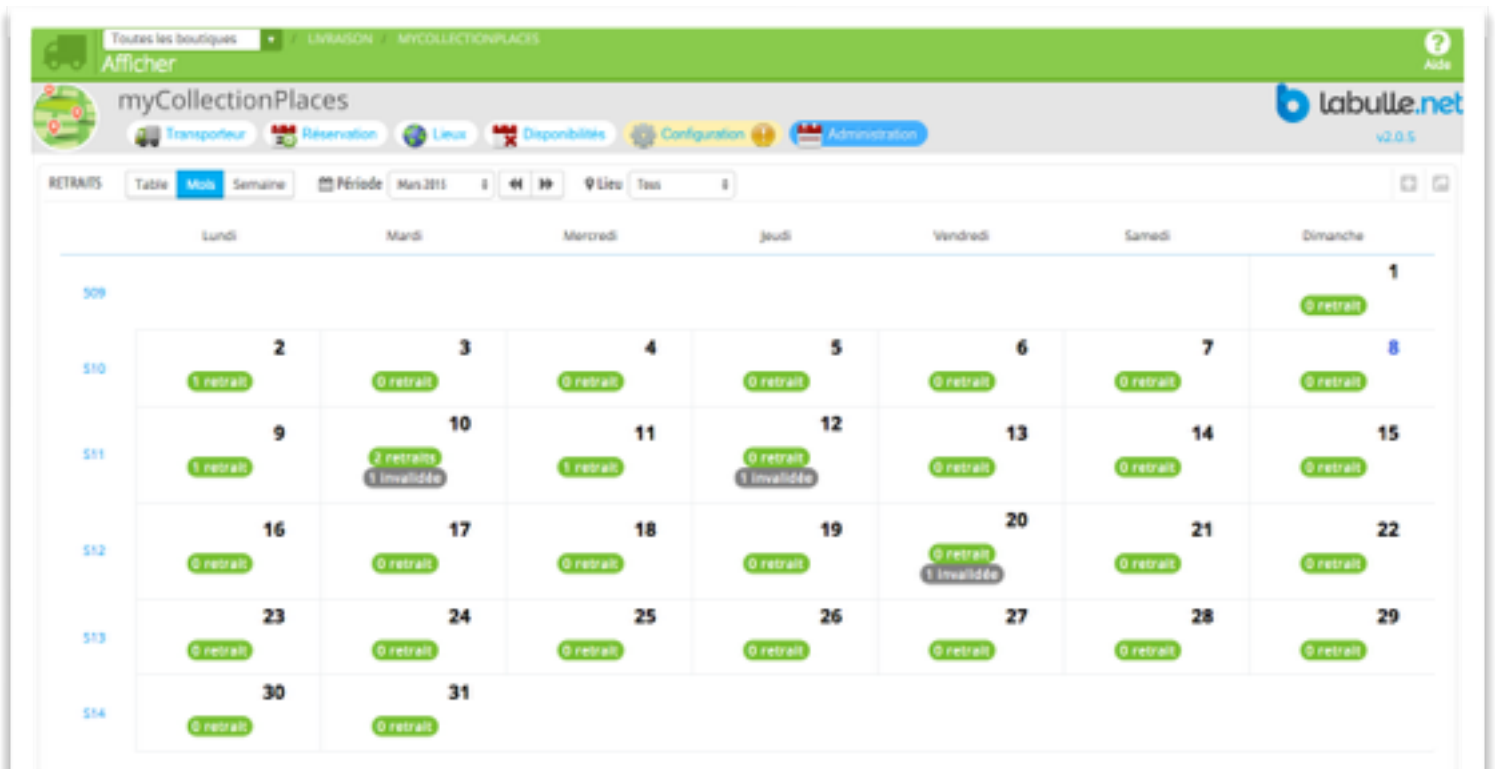 Toutes les boutiques / LIVRAISON / MYCOLLECTIONPLACES
Afficher
Aide
myCollectionPlaces
labulle.net
Transporteur Réservation Lieux Disponibilités Configuration Administration
v2.0.5
RETRAITS Table Mois Semaine Période Mars 2015 Lieu Tous
Lundi Mardi Mercredi Jeudi Vendredi Samedi Dimanche
1
S09
0 retrait
2 3 4 5 6 7 8
S10
1 retrait 0 retrait 0 retrait 0 retrait 0 retrait 0 retrait 0 retrait
9 10 11 12 13 14 15
S11
1 retrait 2 retraits 1 retrait 0 retrait 0 retrait 0 retrait 0 retrait
1 invalidée 1 invalidée
16 17 18 19 20 21 22
S12
0 retrait 0 retrait 0 retrait 0 retrait 0 retrait 0 retrait 0 retrait
1 invalidée
23 24 25 26 27 28 29
S13
0 retrait 0 retrait 0 retrait 0 retrait 0 retrait 0 retrait 0 retrait
30 31
S14
0 retrait 0 retrait